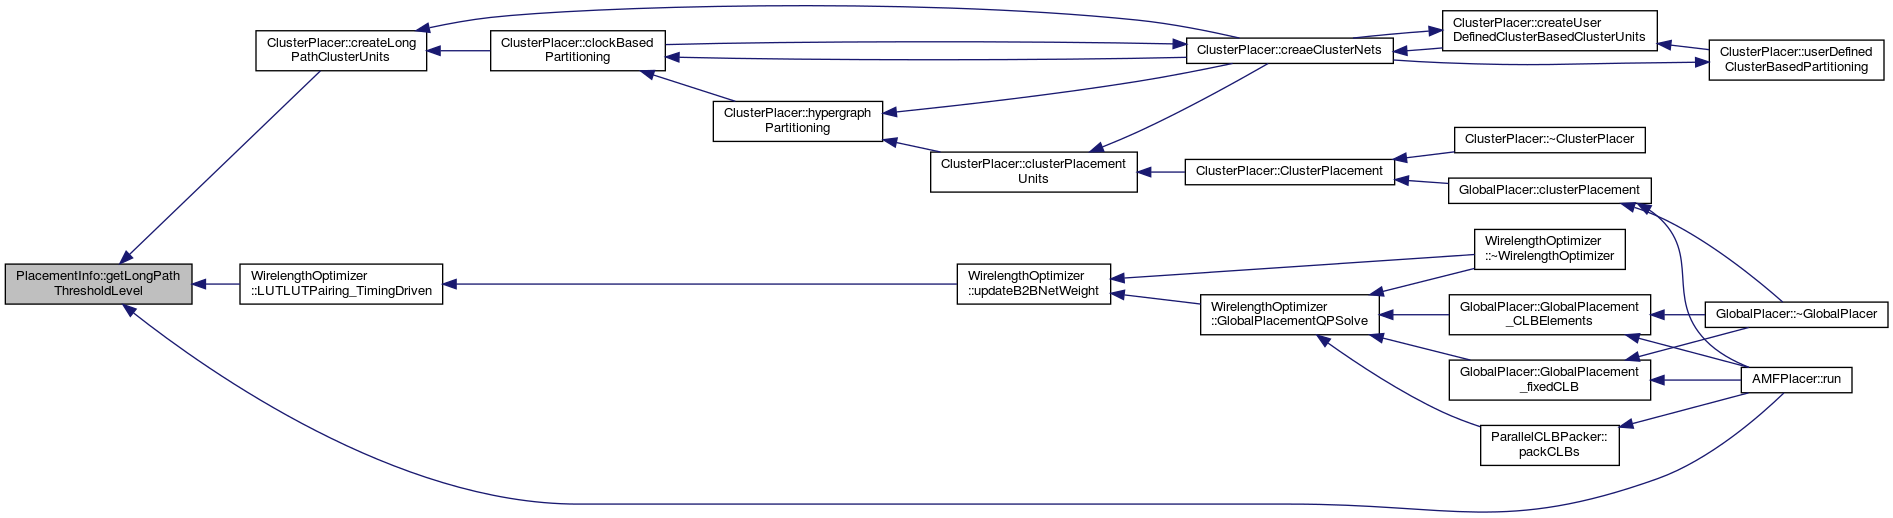 ClusterPlacer::createLong
PathClusterUnits
ClusterPlacer::clockBased
Partitioning
ClusterPlacer::creaeClusterNets
ClusterPlacer::createUser
DefinedClusterBasedClusterUnits
ClusterPlacer::userDefined
ClusterBasedPartitioning
ClusterPlacer::hypergraph
Partitioning
ClusterPlacer::clusterPlacement
Units
ClusterPlacer::ClusterPlacement
ClusterPlacer::~ClusterPlacer
GlobalPlacer::clusterPlacement
PlacementInfo::getLongPath
ThresholdLevel
WirelengthOptimizer
::LUTLUTPairing_TimingDriven
WirelengthOptimizer
::updateB2BNetWeight
WirelengthOptimizer
::~WirelengthOptimizer
WirelengthOptimizer
::GlobalPlacementQPSolve
GlobalPlacer::GlobalPlacement
_CLBElements
GlobalPlacer::~GlobalPlacer
GlobalPlacer::GlobalPlacement
_fixedCLB
AMFPlacer::run
ParallelCLBPacker::
packCLBs